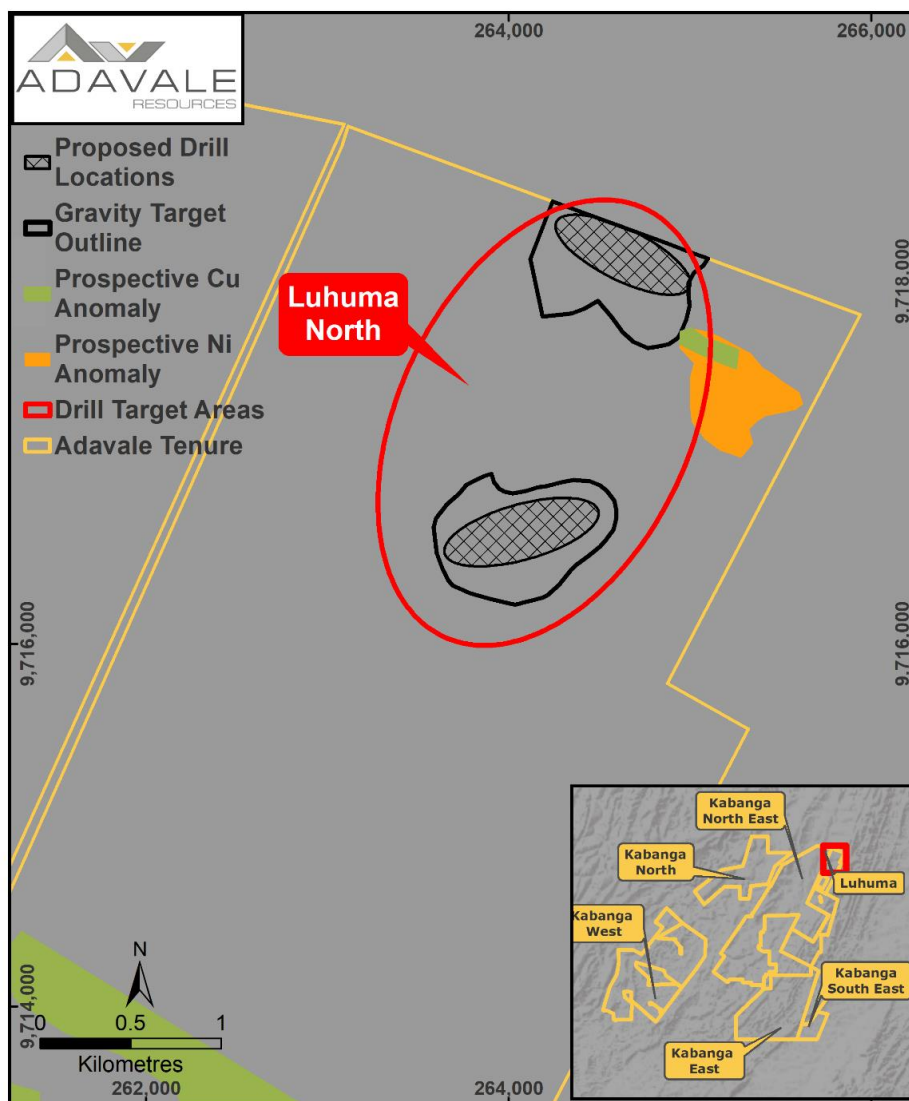 264,000
266,000
ADAVALE
RESOURCES
Proposed Drill
Locations
Gravity Target
Outline
Prospective Cu
Anomaly
Prospective Ni
Anomaly
Drill Target Areas
Adavale Tenure
Luhuma
North
9,718,000
9,716,000
9,716,000
9,714,000
N
0 0.5 1
Kilometres
262,000
264,000
Kabanga
North East
Kabanga
North
Luhuma
Kabanga
West
Kabanga
South East
Kabanga
East